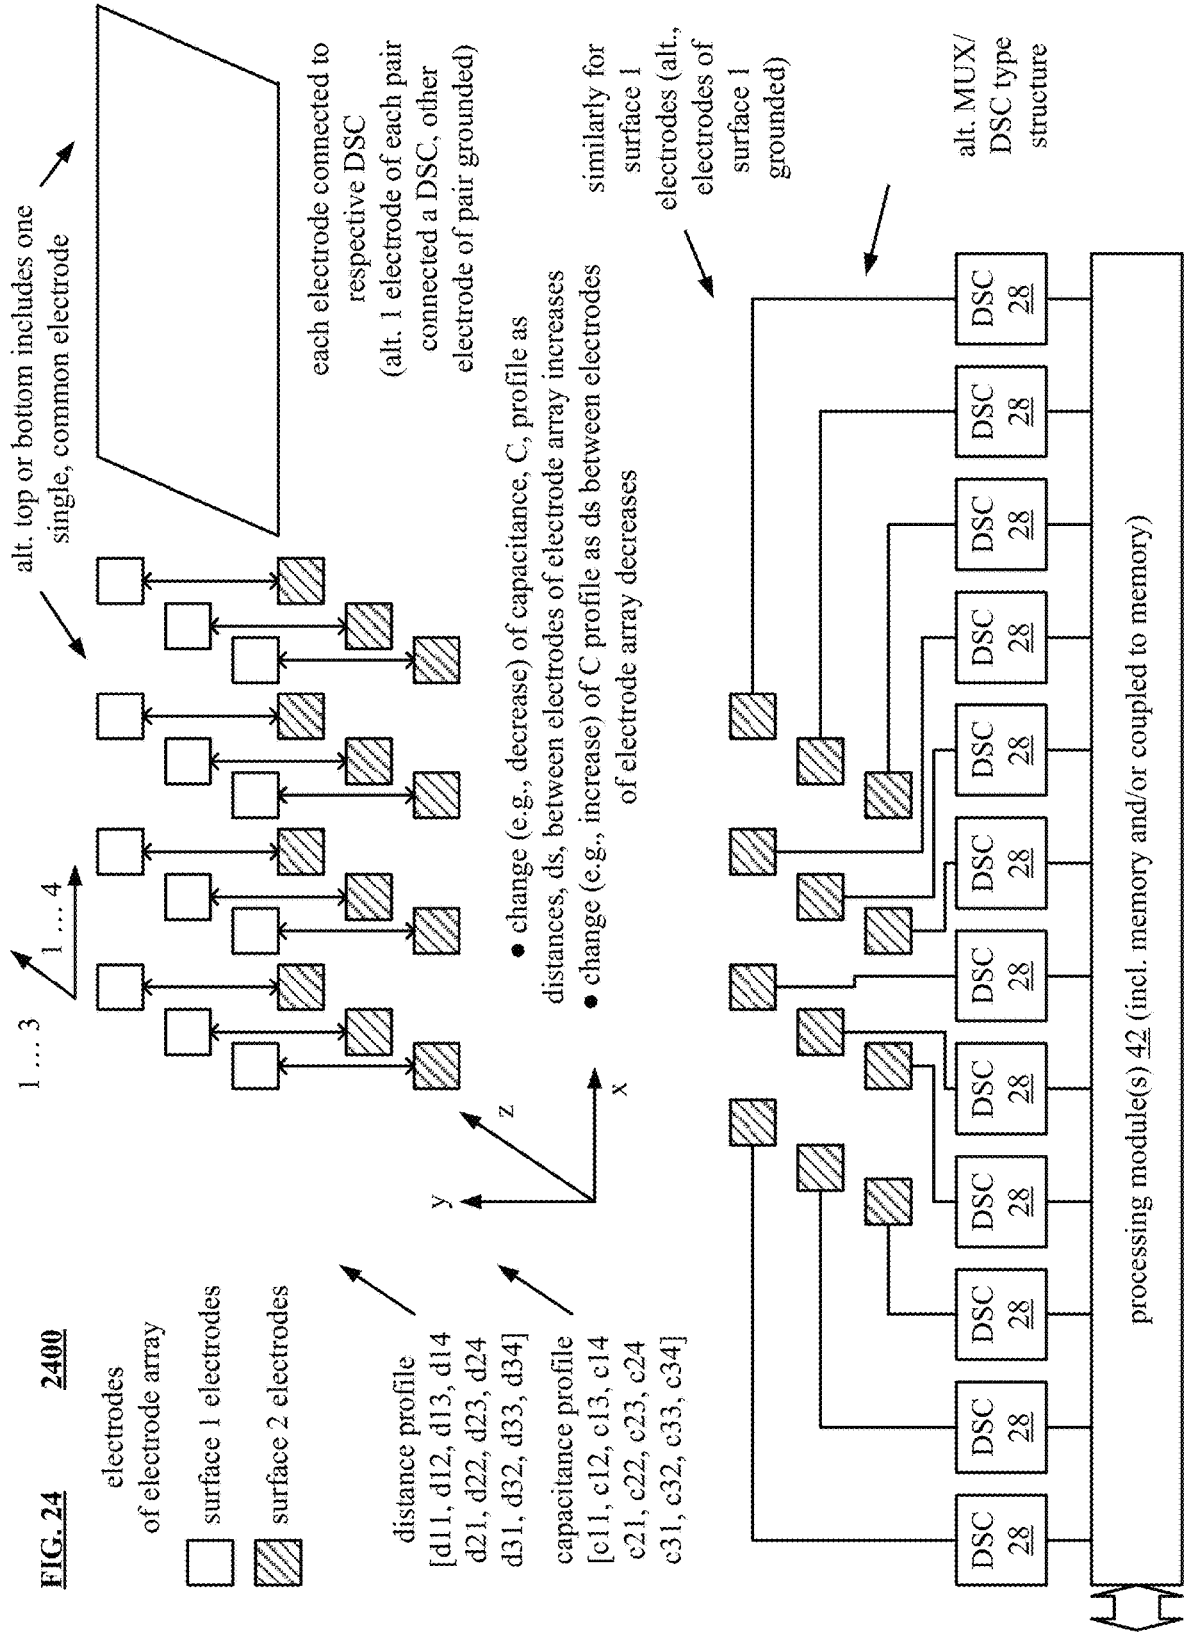 FIG. 24
2400
electrodes
of electrode array
surface 1 electrodes
surface 2 electrodes
distance profile
[d11, d12, d13, d14
d21, d22, d23, d24
d31, d32, d33, d34]
capacitance profile
[c11, c12, c13, c14
c21, c22, c23, c24
c31, c32, c33, c34]
y
z
x
1 ... 3
1 ... 4
alt. top or bottom includes one
single, common electrode
each electrode connected to
respective DSC
(alt. 1 electrode of each pair
connected a DSC, other
electrode of pair grounded)
• change (e.g., decrease) of capacitance, C, profile as
distances, ds, between electrodes of electrode array increases
• change (e.g., increase) of C profile as ds between electrodes
of electrode array decreases
similarly for
surface 1
electrodes (alt.,
electrodes of
surface 1
grounded)
alt. MUX/
DSC type
structure
DSC
28
DSC
28
DSC
28
DSC
28
DSC
28
DSC
28
DSC
28
DSC
28
DSC
28
DSC
28
DSC
28
DSC
28
processing module(s) 42 (incl. memory and/or coupled to memory)